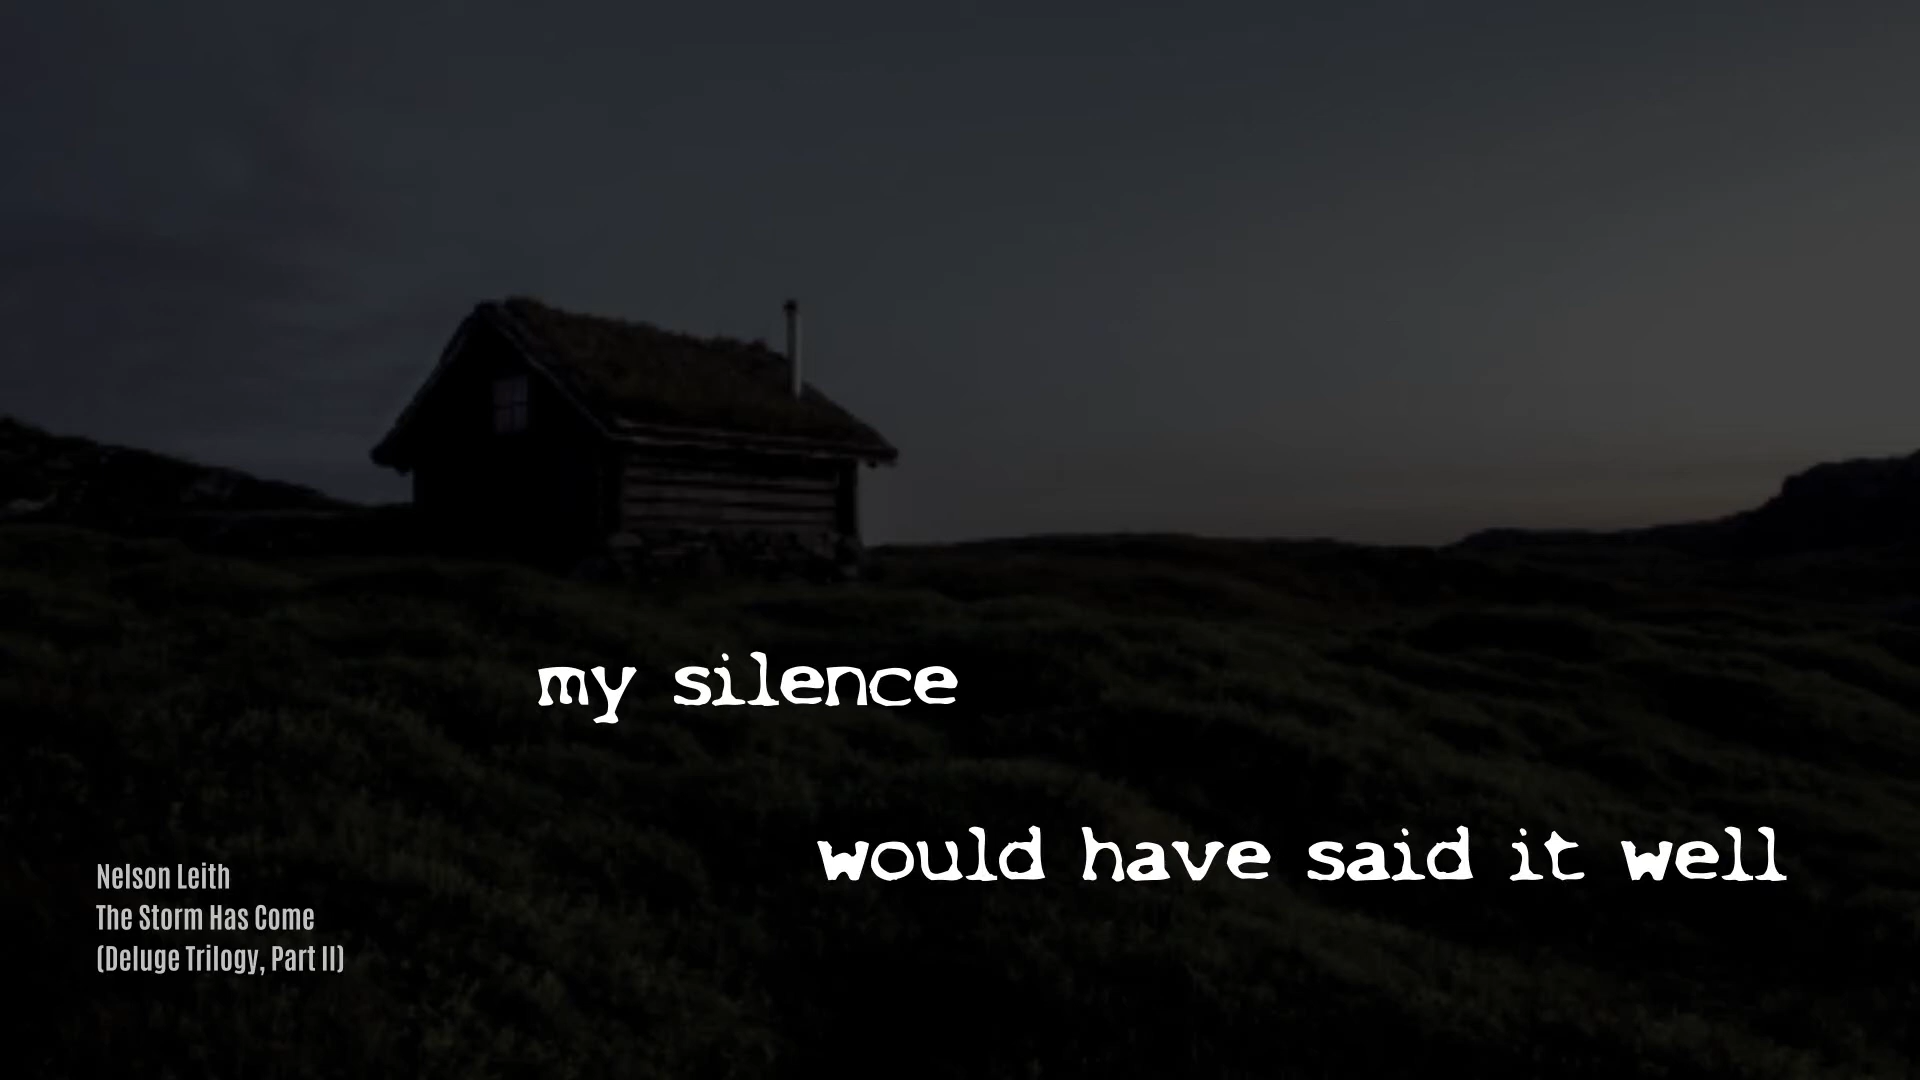 my silence
would have said it well
Nelson Leith
The Storm Has Come
(Deluge Trilogy, Part II)